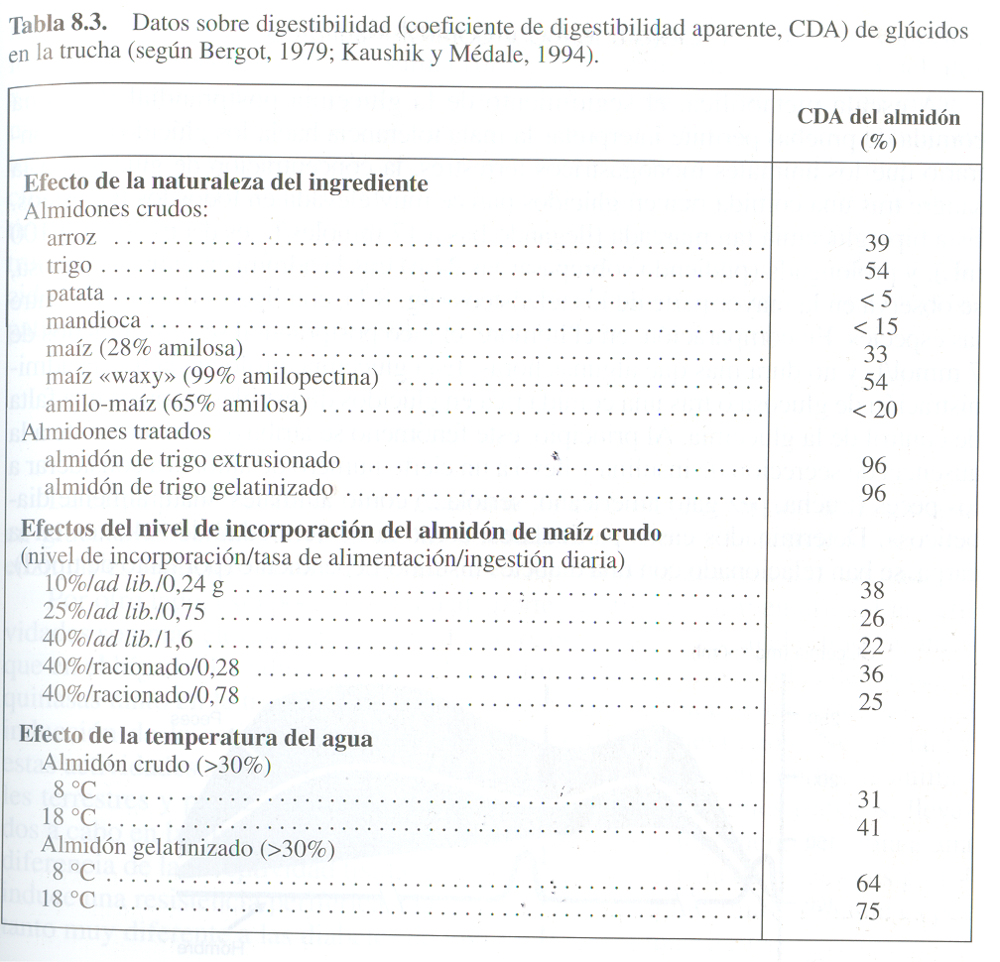 Tabla 8.3. Datos sobre digestibilidad (coeficiente de digestibilidad aparente, CDA) de glúcidos
en la trucha (según Bergot, 1979; Kaushik y Médale, 1994).
CDA del almidón
(%)
Efecto de la naturaleza del ingrediente
Almidones crudos:
arroz 39
trigo 54
patata < 5
mandioca < 15
maíz (28% amilosa) 33
maíz «waxy» (99% amilopectina) 54
amilo-maíz (65% amilosa) < 20
Almidones tratados
almidón de trigo extrusionado 96
almidón de trigo gelatinizado 96
Efectos del nivel de incorporación del almidón de maíz crudo
(nivel de incorporación/tasa de alimentación/ingestión diaria)
10%/ad lib./0,24 g 38
25%/ad lib./0,75 26
40%/ad lib./1,6 22
40%/racionado/0,28 36
40%/racionado/0,78 25
Efecto de la temperatura del agua
Almidón crudo (>30%)
8 °C 31
18 °C 41
Almidón gelatinizado (>30%)
8 °C 64
18 °C 75